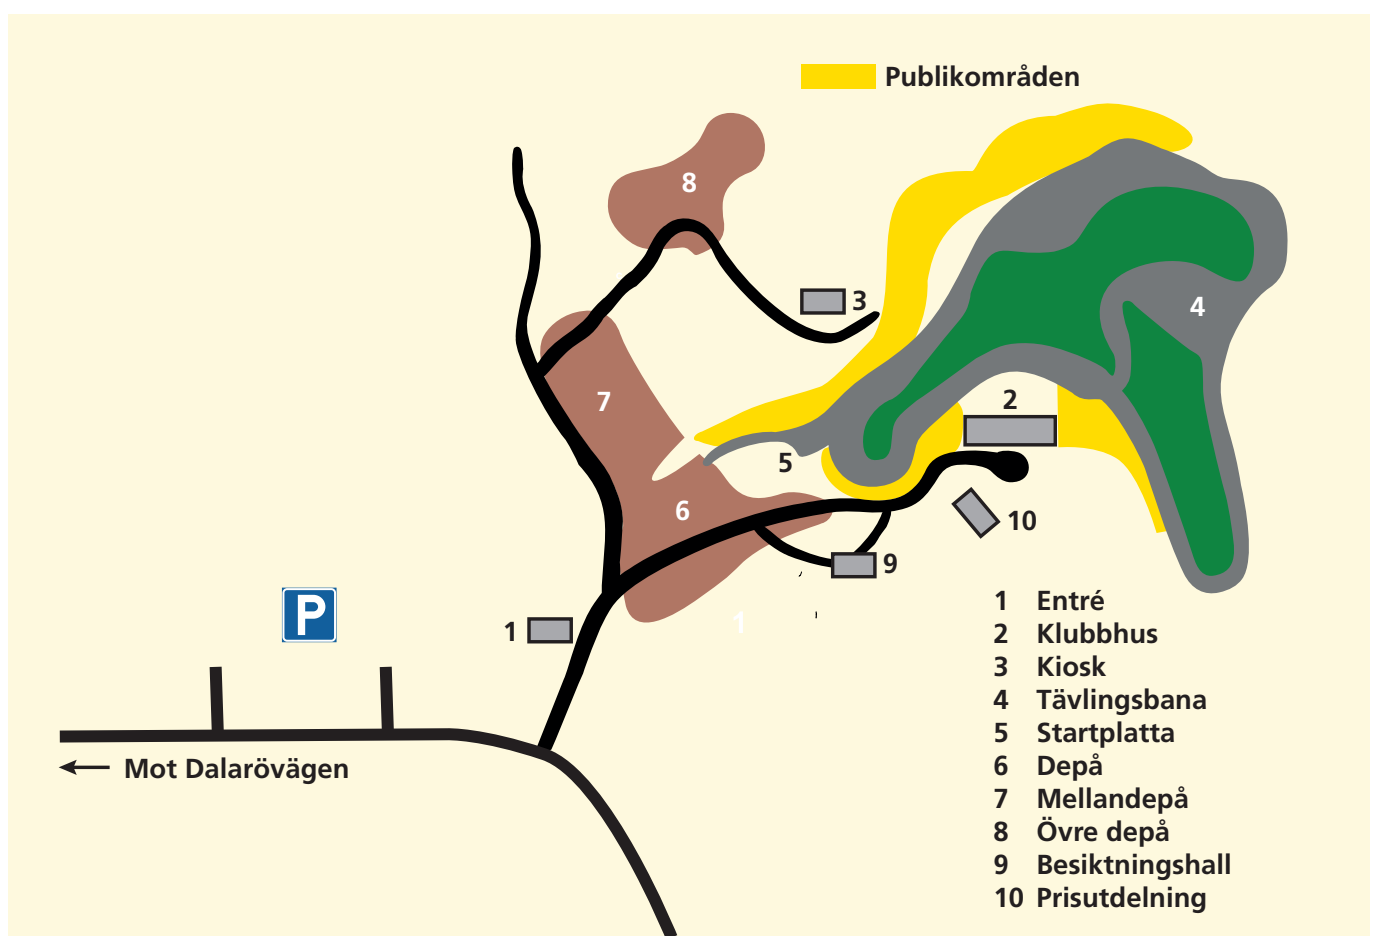 Publikområden
8
3
4
7
2
5
6
10
9
1
P
1
Mot Dalarövägen
1 Entré
2 Klubbhus
3 Kiosk
4 Tävlingsbana
5 Startplatta
6 Depå
7 Mellandepå
8 Övre depå
9 Besiktningshall
10 Prisutdelning